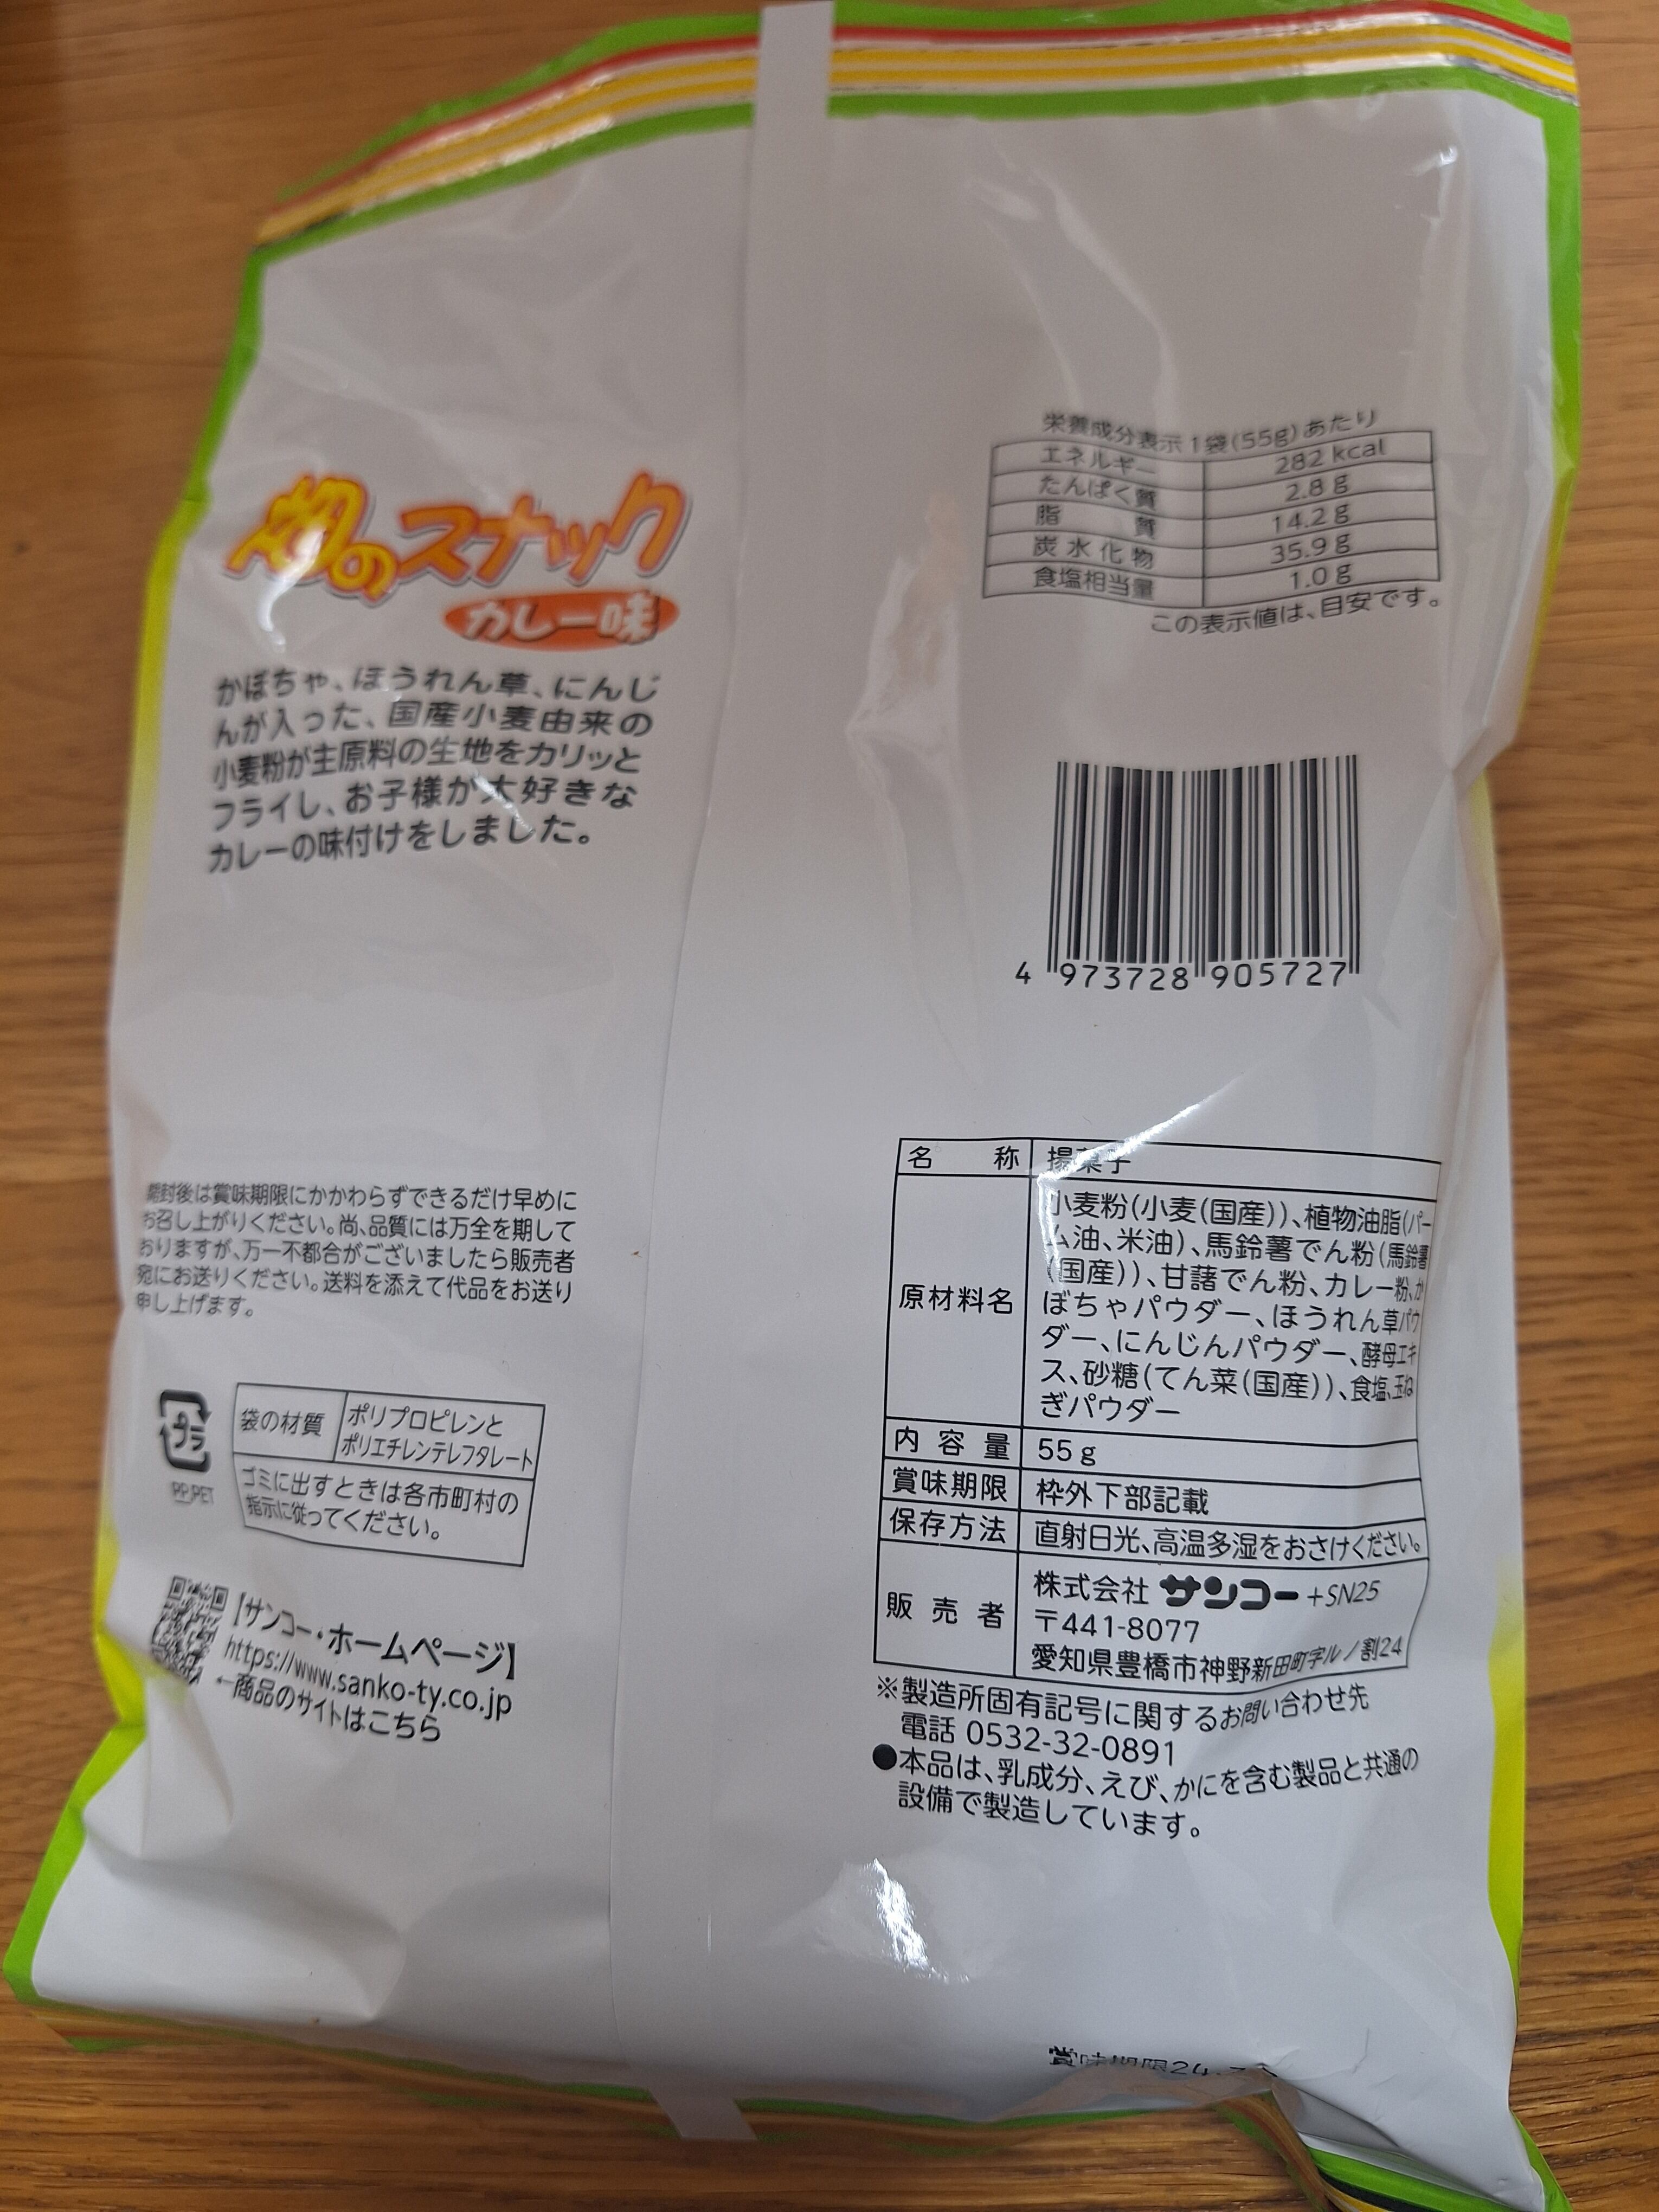 のスナック
カレー味
かぼちゃ、ほうれん草、にんじ
んが入った、国産小麦由来の
小麦粉が主原料の生地をカリッと
フライし、お子様が大好きな
カレーの味付けをしました。
開封後は賞味期限にかかわらずできるだけ早めに
お召し上がりください。尚、品質には万全を期して
おりますが、万一不都合がございましたら販売者
宛にお送りください。送料を添えて代品をお送り
申し上げます。
プラ
PP,PET
袋の材質
ポリプロピレンと
ポリエチレンテレフタレート
ゴミに出すときは各市町村の
指示に従ってください。
【サンコー・ホームページ】
https://www.sanko-ty.co.jp
←商品のサイトはこちら
栄養成分表示 1袋(55g)あたり
エネルギー 282 kcal
たんぱく質 2.8 g
脂質 14.2 g
炭水化物 35.9 g
食塩相当量 1.0 g
この表示値は、目安です。
4 973728 905727
名称 揚菓子
原材料名
小麦粉(小麦(国産))、植物油脂(パー
ム油、米油)、馬鈴薯でん粉(馬鈴薯
(国産))、甘藷でん粉、カレー粉、か
ぼちゃパウダー、ほうれん草パウ
ダー、にんじんパウダー、酵母エキ
ス、砂糖(てん菜(国産))、食塩、玉ね
ぎパウダー
内容量 55g
賞味期限 枠外下部記載
保存方法 直射日光、高温多湿をおさけください。
販売者
株式会社 サンコー +SN25
〒441-8077
愛知県豊橋市神野新田町字ルノ割24
※製造所固有記号に関するお問い合わせ先
電話 0532-32-0891
●本品は、乳成分、えび、かにを含む製品と共通の
設備で製造しています。
賞味期限24.